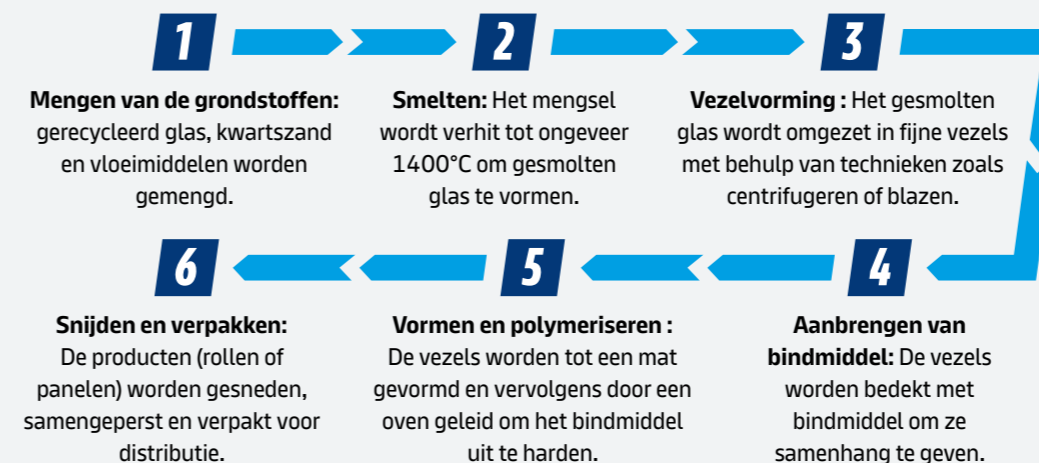 1
Mengen van de grondstoffen:
gerecycleerd glas, kwartszand
en vloeimiddelen worden
gemengd.
2
Smelten: Het mengsel
wordt verhit tot ongeveer
1400°C om gesmolten
glas te vormen.
3
Vezelvorming : Het gesmolten
glas wordt omgezet in fijne vezels
met behulp van technieken zoals
centrifugeren of blazen.
4
Aanbrengen van
bindmiddel: De vezels
worden bedekt met
bindmiddel om ze
samenhang te geven.
5
Vormen en polymeriseren :
De vezels worden tot een mat
gevormd en vervolgens door een
oven geleid om het bindmiddel
uit te harden.
6
Snijden en verpakken:
De producten (rollen of
panelen) worden gesneden,
samengeperst en verpakt voor
distributie.